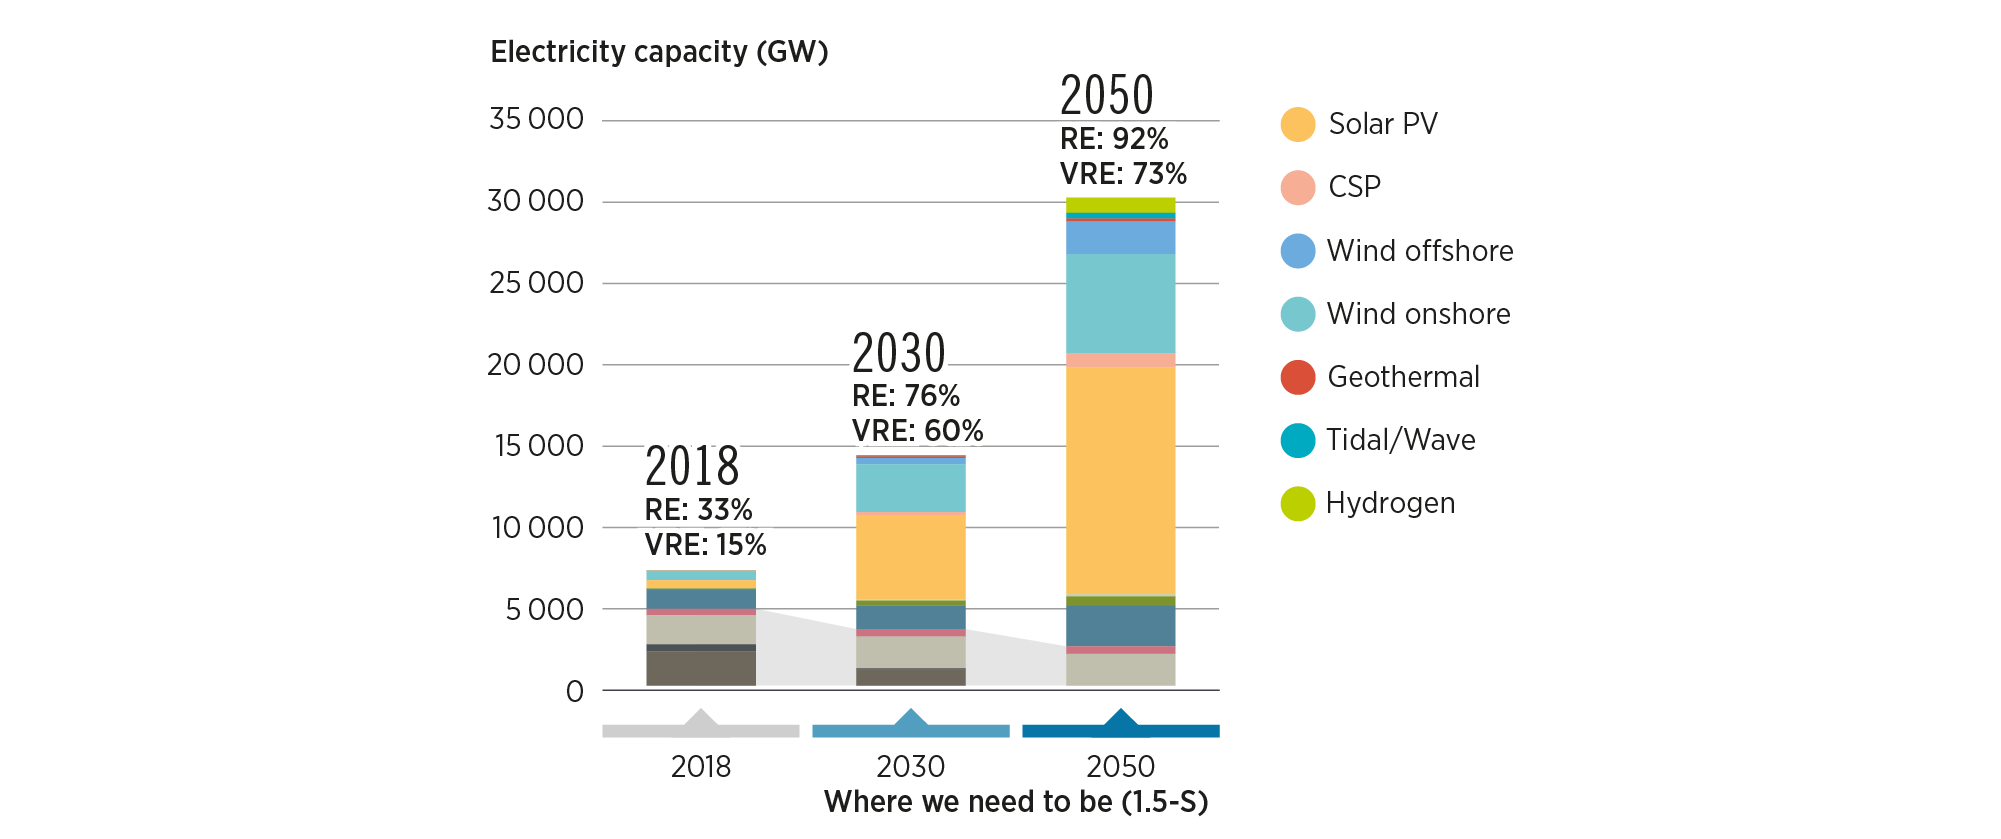 Electricity capacity (GW)
35 000
30 000
25 000
20 000
15 000
10 000
5 000
0
2018
RE: 33%
VRE: 15%
2030
RE: 76%
VRE: 60%
2050
RE: 92%
VRE: 73%
Solar PV
CSP
Wind offshore
Wind onshore
Geothermal
Tidal/Wave
Hydrogen
2018
2030
2050
Where we need to be (1.5-S)